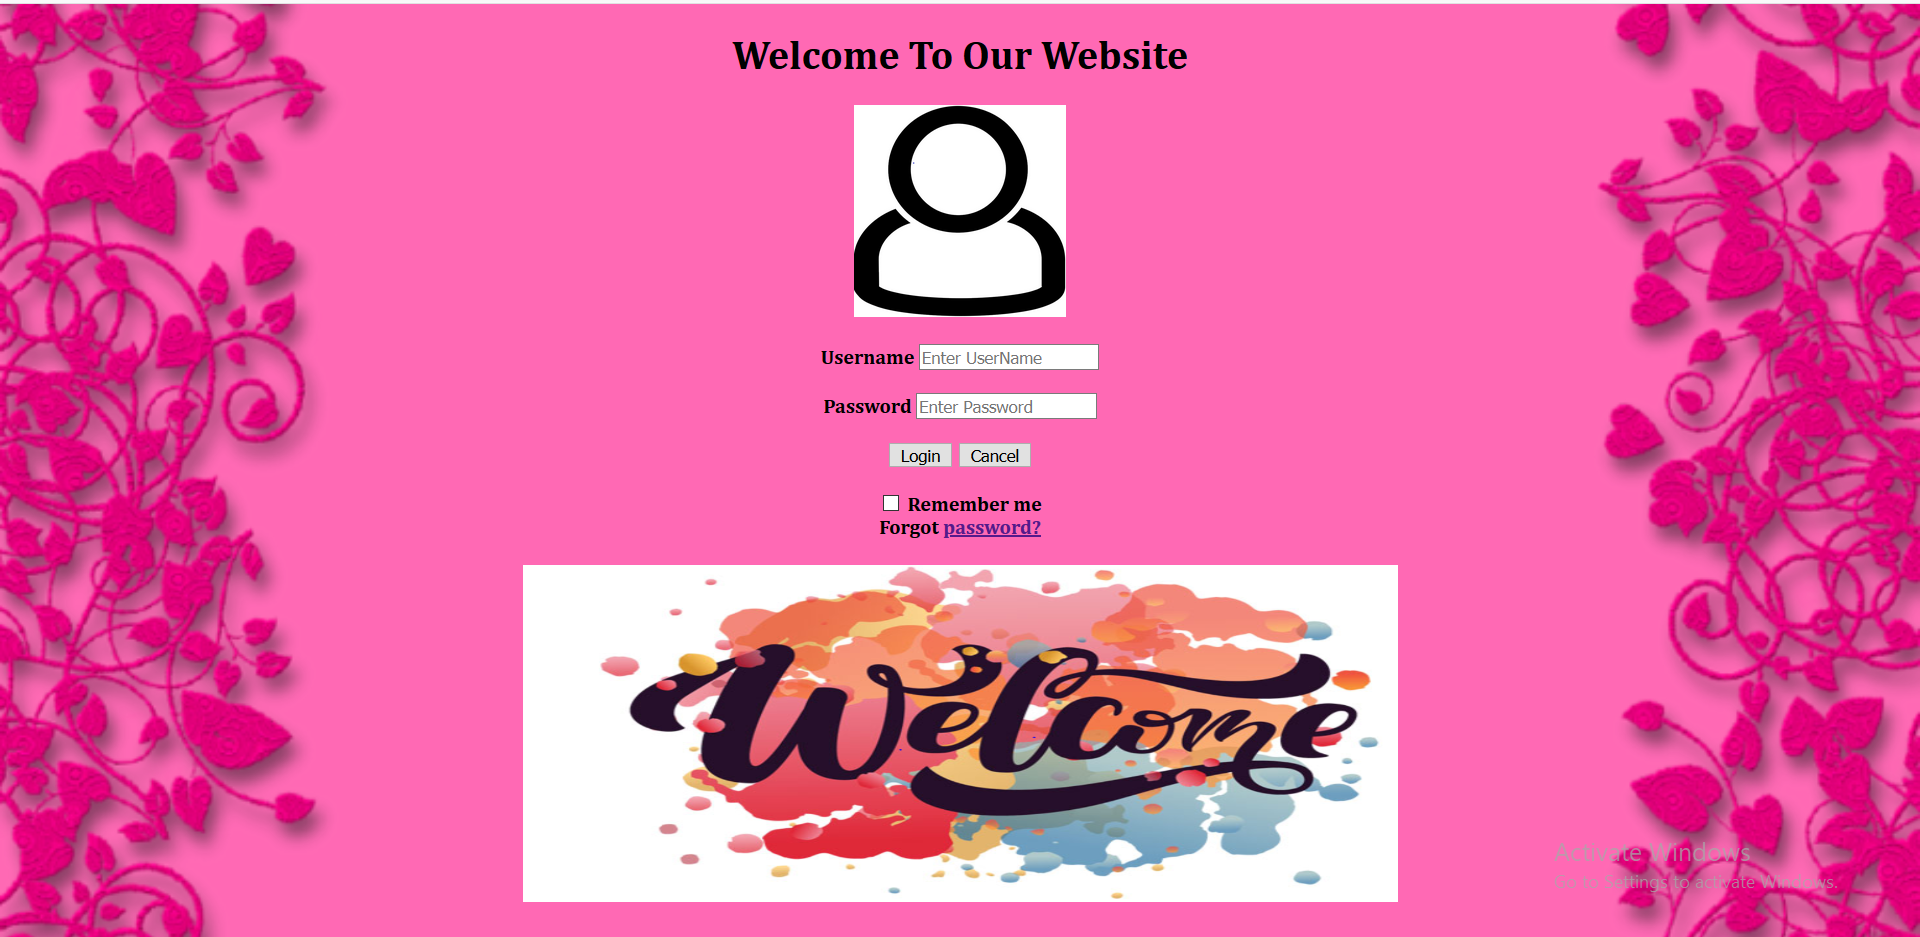 Welcome To Our Website
Username Enter UserName
Password Enter Password
Login Cancel
Remember me
Forgot password?
Welcome
Activate Windows
Go to Settings to activate Windows.